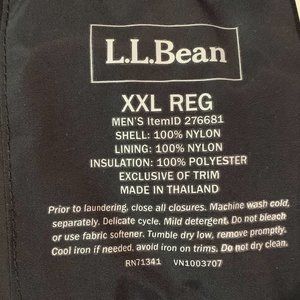 L.L.Bean
XXL REG
MEN'S ItemID 276681
SHELL: 100% NYLON
LINING: 100% NYLON
INSULATION: 100% POLYESTER
EXCLUSIVE OF TRIM
MADE IN THAILAND
Prior to laundering, close all closures. Machine wash cold,
separately. Delicate cycle. Mild detergent. Do not bleach
or use fabric softener. Tumble dry low, remove promptly.
Cool iron if needed, avoid iron on trims. Do not dry clean.
RN71341 VN1003707